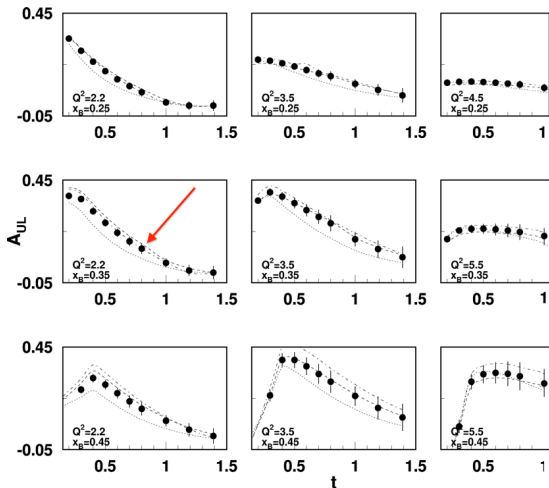 0.45
-0.05
Q²=2.2
x_B=0.25
0.5 1 1.5
Q²=3.5
x_B=0.25
0.5 1 1.5
Q²=4.5
x_B=0.25
0.5 1
A_UL
0.45
-0.05
Q²=2.2
x_B=0.35
0.5 1 1.5
Q²=3.5
x_B=0.35
0.5 1 1.5
Q²=5.5
x_B=0.35
0.5 1
0.45
-0.05
Q²=2.2
x_B=0.45
0.5 1 1.5
Q²=3.5
x_B=0.45
0.5 1 1.5
Q²=5.5
x_B=0.45
0.5 1
t